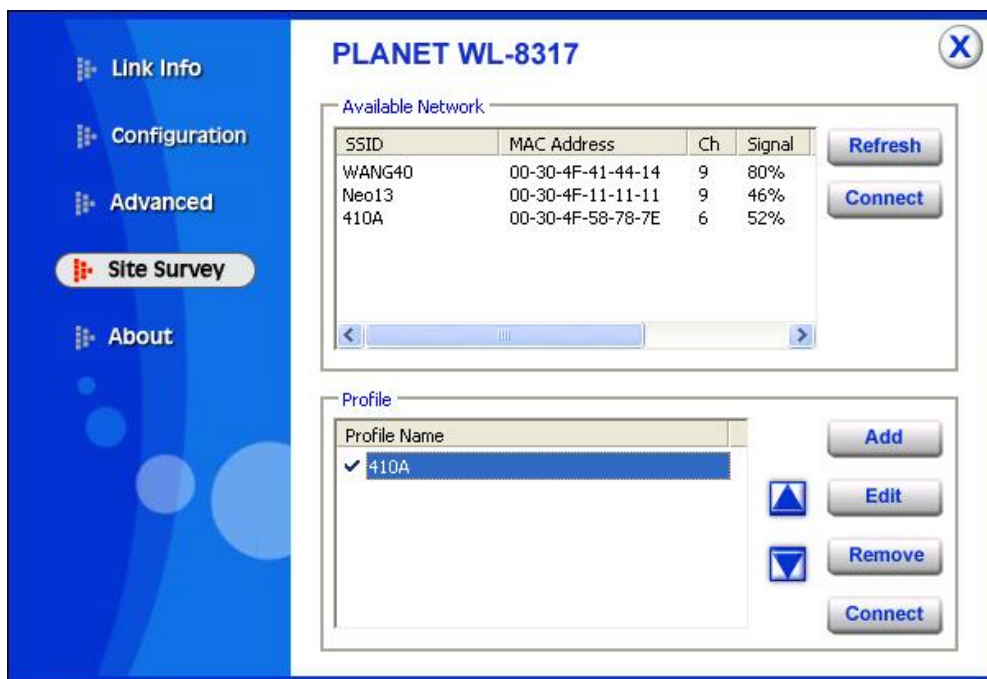 PLANET WL-8317
X
Link Info
Configuration
Advanced
Site Survey
About
Available Network
SSID MAC Address Ch Signal
WANG40 00-30-4F-41-44-14 9 80%
Neo13 00-30-4F-11-11-11 9 46%
410A 00-30-4F-58-78-7E 6 52%
Refresh
Connect
Profile
Profile Name
410A
Add
Edit
Remove
Connect